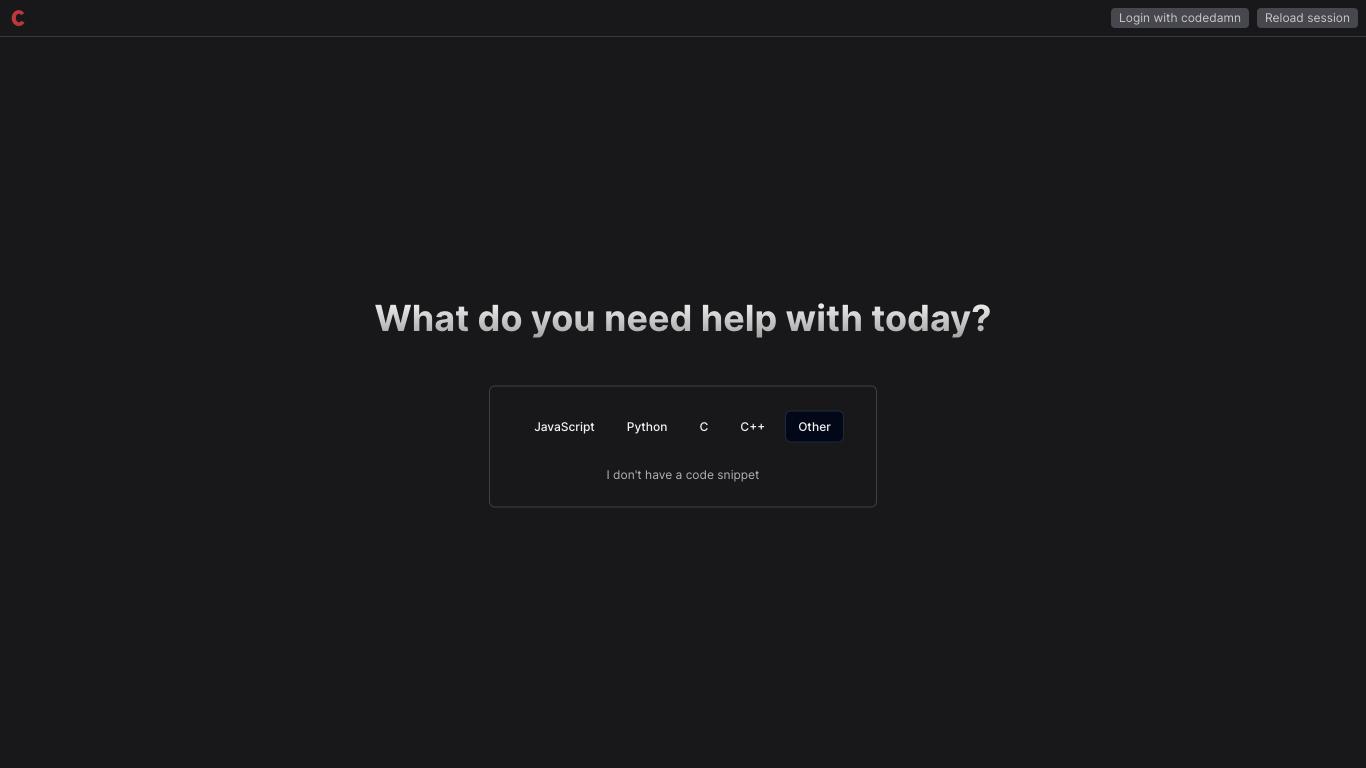 C
Login with codedamn Reload session
What do you need help with today?
JavaScript Python C C++ Other
I don't have a code snippet